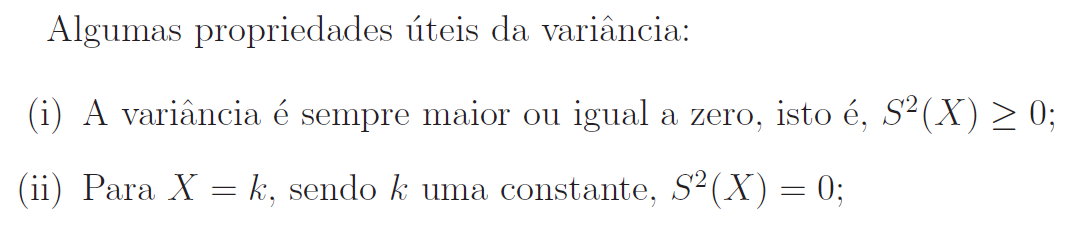 Algumas propriedades úteis da variância:
(i) A variância é sempre maior ou igual a zero, isto é, S²(X) ≥ 0;
(ii) Para X = k, sendo k uma constante, S²(X) = 0;